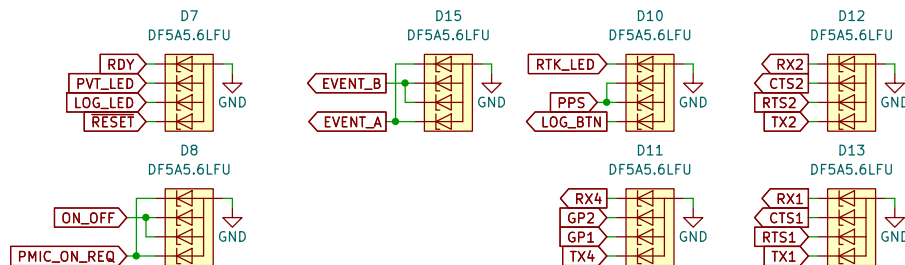 D7
DF5A5.6LFU
RDY
PVT_LED
LOG_LED
RESET
GND
D15
DF5A5.6LFU
EVENT_B
EVENT_A
GND
D10
DF5A5.6LFU
RTK_LED
PPS
LOG_BTN
GND
D12
DF5A5.6LFU
RX2
CTS2
RTS2
TX2
GND
D8
DF5A5.6LFU
ON_OFF
PMIC_ON_REQ
GND
D11
DF5A5.6LFU
RX4
GP2
GP1
TX4
GND
D13
DF5A5.6LFU
RX1
CTS1
RTS1
TX1
GND